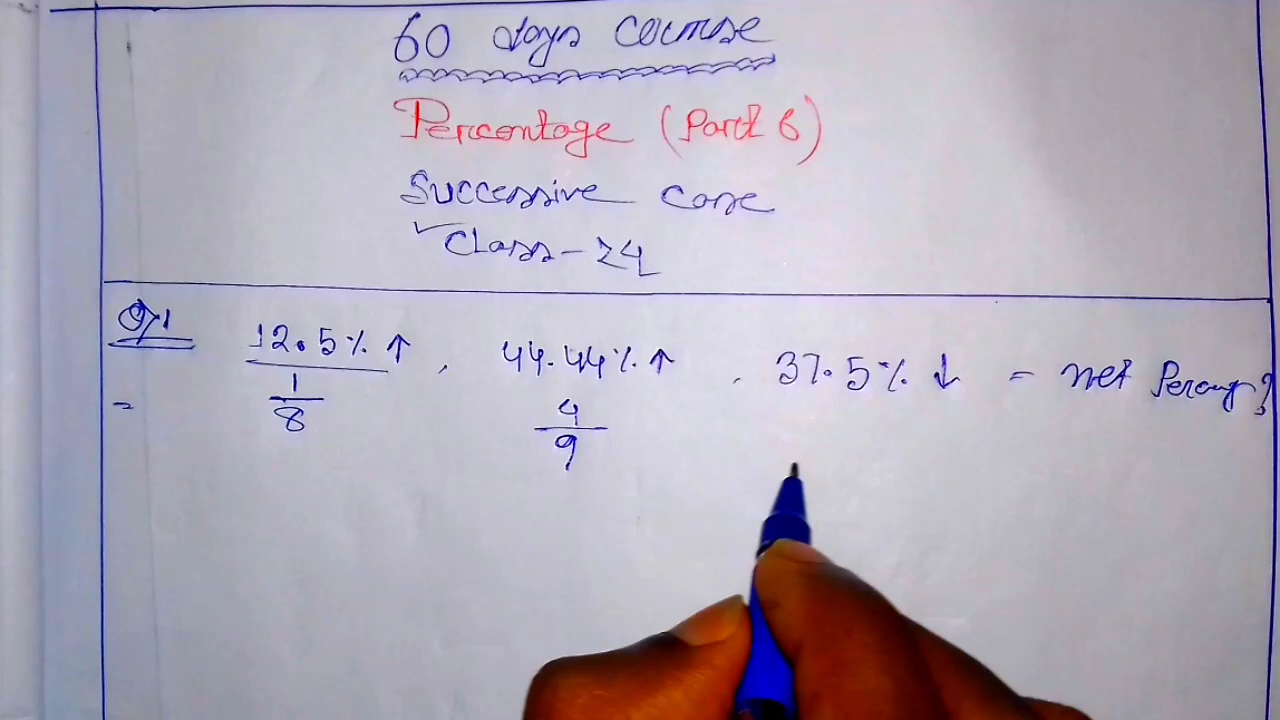 60 days course
Percentage (Part 6)
Successive case
✓ Class-24
Q/1 12.5% ↑ , 44.44% ↑ , 37.5% ↓ = net
= 1/8 4/9